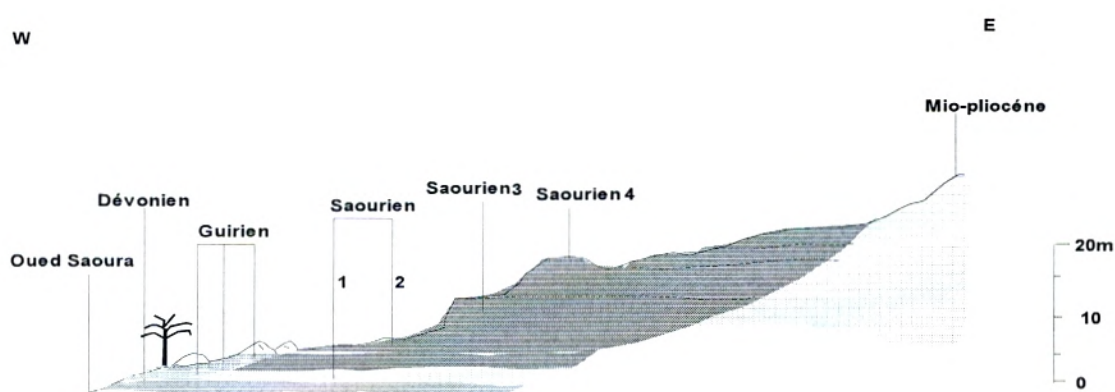 W
E
Mio-pliocéne
Saourien3
Saourien 4
Dévonien
Saourien
Guirien
Oued Saoura
1
2
20m
10
0